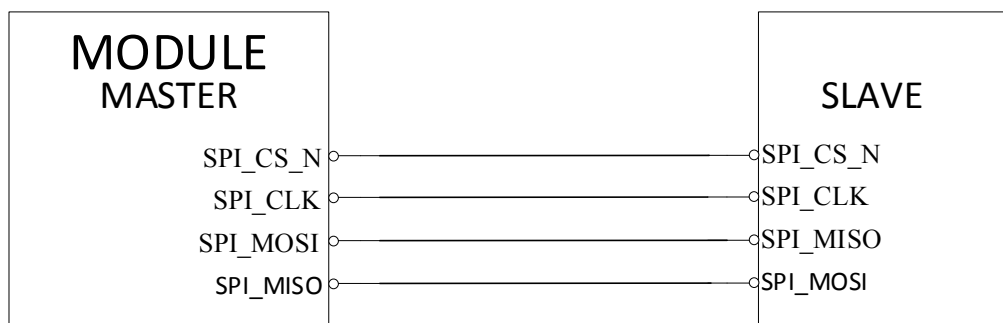 MODULE
MASTER
SLAVE
SPI_CS_N
SPI_CS_N
SPI_CLK
SPI_CLK
SPI_MOSI
SPI_MISO
SPI_MISO
SPI_MOSI